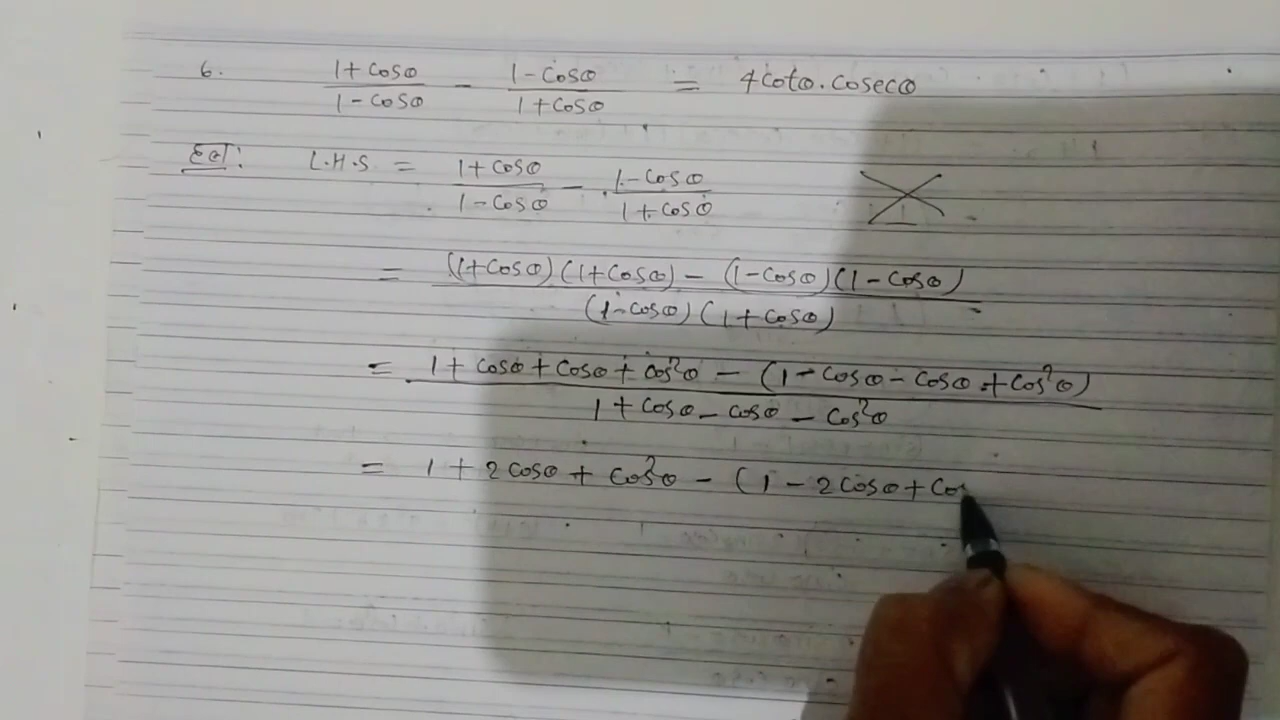 6. (1 + cosθ)/(1 - cosθ) - (1 - cosθ)/(1 + cosθ) = 4cotθ.cosecθ
L.H.S = (1 + cosθ)/(1 - cosθ) - (1 - cosθ)/(1 + cosθ)
= ((1+cosθ)(1+cosθ) - (1-cosθ)(1-cosθ))/((1-cosθ)(1+cosθ))
= (1 + cosθ + cosθ + cos²θ - (1 - cosθ - cosθ + cos²θ))/(1 + cosθ - cosθ - cos²θ)
= 1 + 2cosθ + cos²θ - (1 - 2cosθ + cos